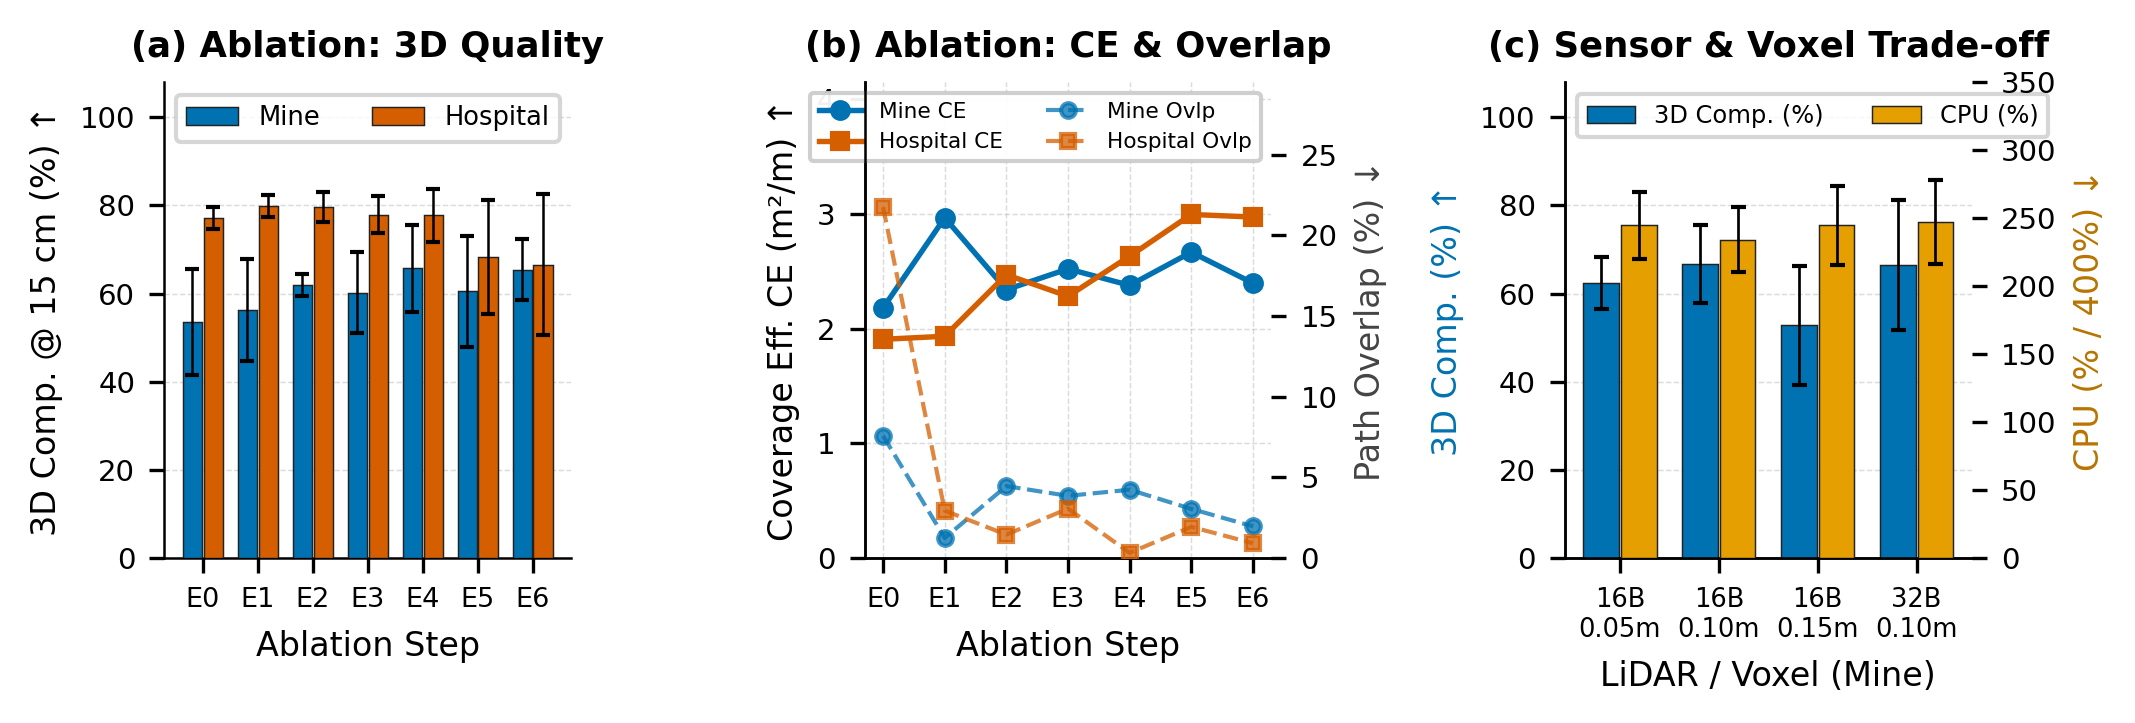 (a) Ablation: 3D Quality
3D Comp. @ 15 cm (%) ↑
100
80
60
40
20
0
Mine
Hospital
E0 E1 E2 E3 E4 E5 E6
Ablation Step
(b) Ablation: CE & Overlap
Coverage Eff. CE (m²/m) ↑
4
3
2
1
0
Mine CE
Hospital CE
Mine Ovlp
Hospital Ovlp
25
20
15
10
5
0
Path Overlap (%) ↓
E0 E1 E2 E3 E4 E5 E6
Ablation Step
(c) Sensor & Voxel Trade-off
3D Comp. (%) ↑
100
80
60
40
20
0
3D Comp. (%)
CPU (%)
350
300
250
200
150
100
50
0
CPU (% / 400%) ↓
16B 16B 16B 32B
0.05m 0.10m 0.15m 0.10m
LiDAR / Voxel (Mine)